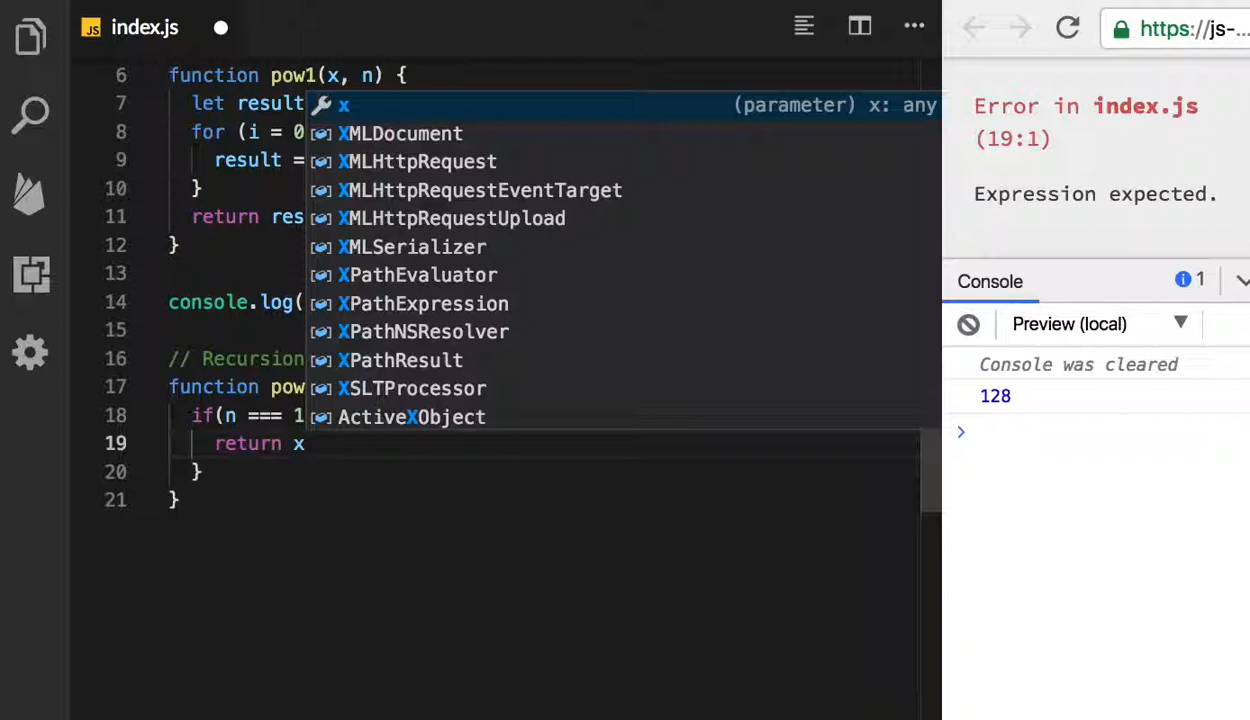 JS index.js
6 function pow1(x, n) {
7 let result
8 for (i = 0
9 result =
10 }
11 return res
12 }
13
14 console.log(
15
16 // Recursion
17 function pow
18 if(n === 1
19 return x
20 }
21 }
x (parameter) x: any
XMLDocument
XMLHttpRequest
XMLHttpRequestEventTarget
XMLHttpRequestUpload
XMLSerializer
XPathEvaluator
XPathExpression
XPathNSResolver
XPathResult
XSLTProcessor
ActiveXObject
https://js-...
Error in index.js
(19:1)
Expression expected.
Console 1
Preview (local)
Console was cleared
128